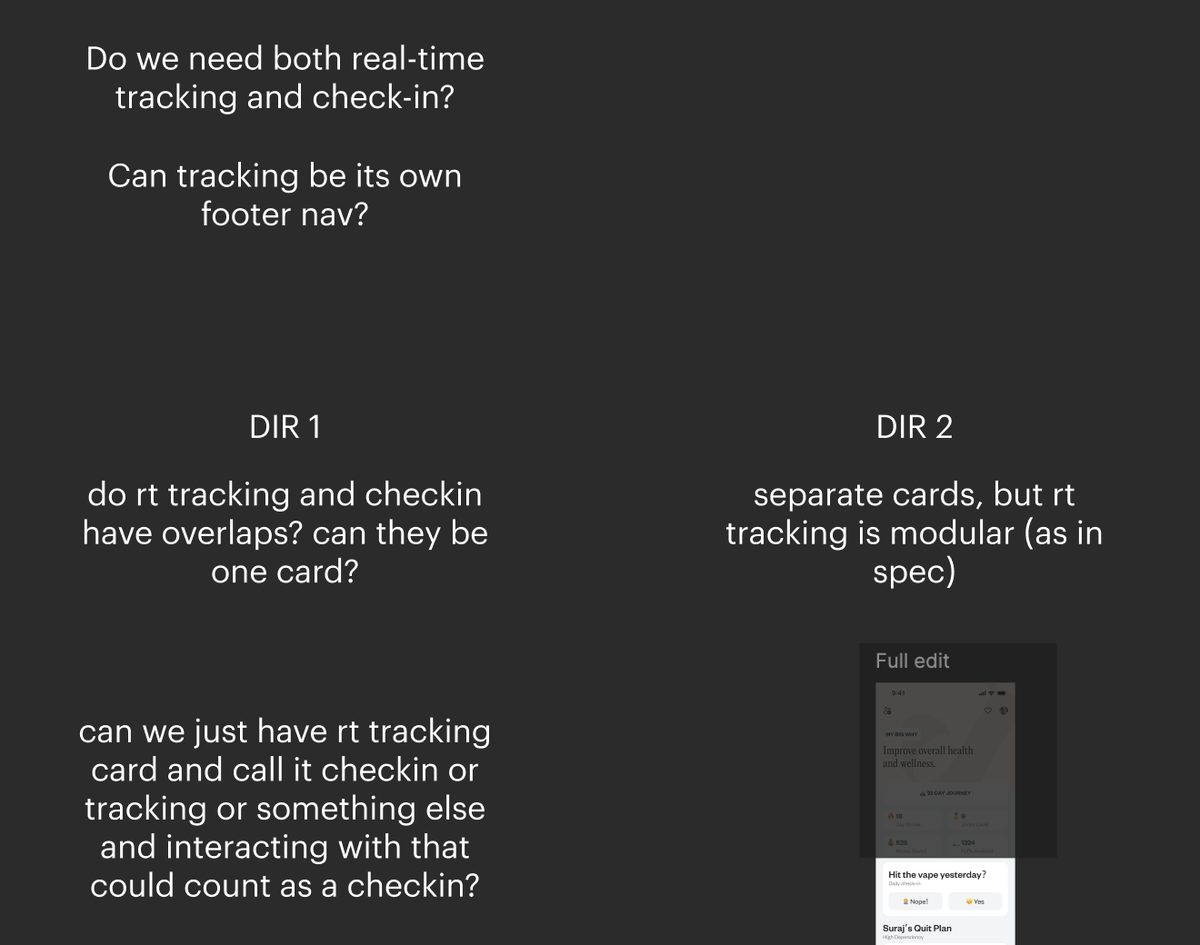 Do we need both real-time
tracking and check-in?
Can tracking be its own
footer nav?
DIR 1
do rt tracking and checkin
have overlaps? can they be
one card?
can we just have rt tracking
card and call it checkin or
tracking or something else
and interacting with that
could count as a checkin?
DIR 2
separate cards, but rt
tracking is modular (as in
spec)
Full edit
9:41
MY BIG WHY
Improve overall health
and wellness.
23 DAY JOURNEY
Hit the vape yesterday?
Daily check-in
Nope!
Yes
Suraj's Quit Plan
High Dependency